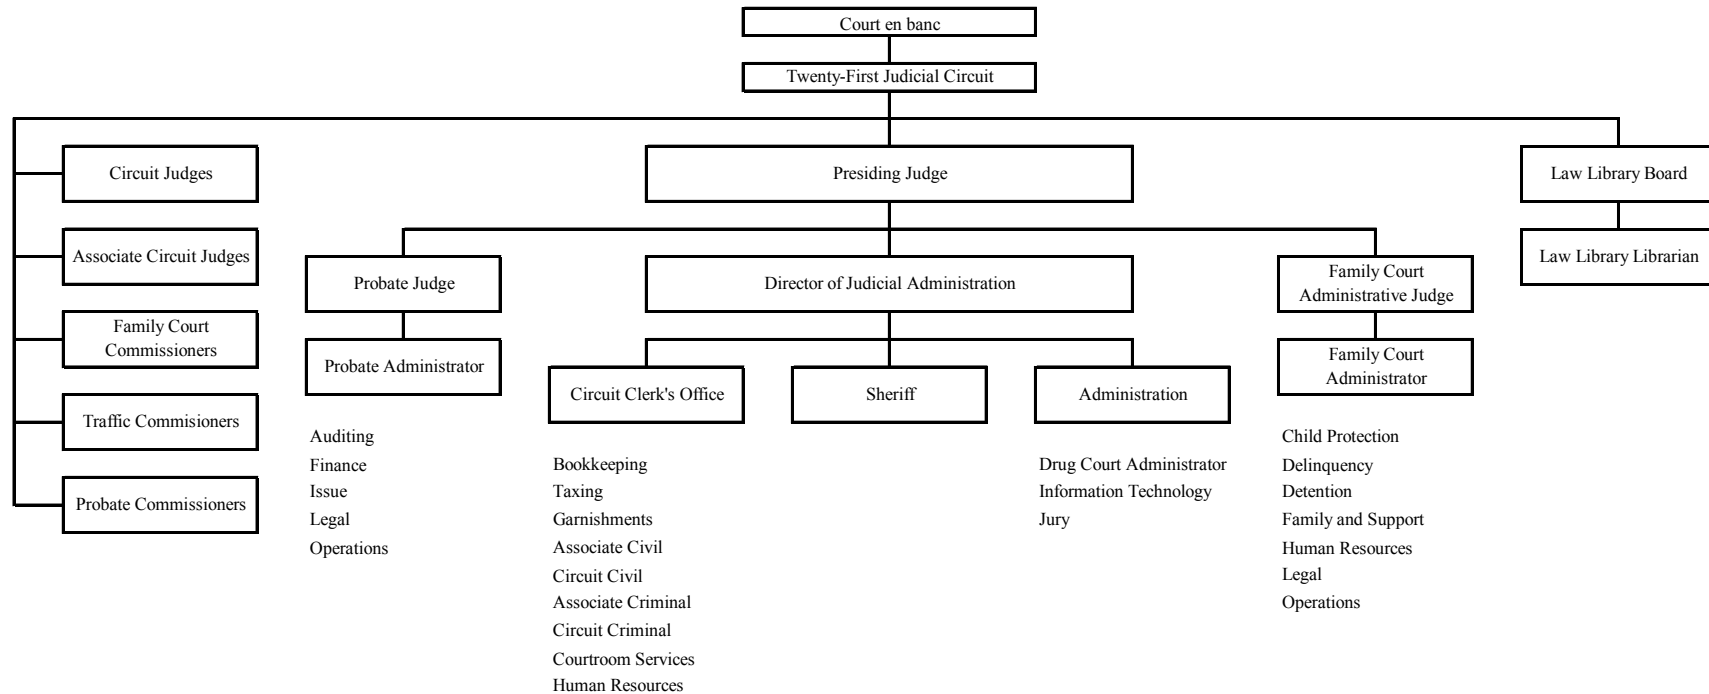 Court en banc
Twenty-First Judicial Circuit
Circuit Judges
Presiding Judge
Law Library Board
Associate Circuit Judges
Probate Judge
Director of Judicial Administration
Family Court
Administrative Judge
Law Library Librarian
Family Court
Commissioners
Probate Administrator
Circuit Clerk's Office
Sheriff
Administration
Family Court
Administrator
Traffic Commisioners
Probate Commissioners
Auditing
Finance
Issue
Legal
Operations
Bookkeeping
Taxing
Garnishments
Associate Civil
Circuit Civil
Associate Criminal
Circuit Criminal
Courtroom Services
Human Resources
Drug Court Administrator
Information Technology
Jury
Child Protection
Delinquency
Detention
Family and Support
Human Resources
Legal
Operations